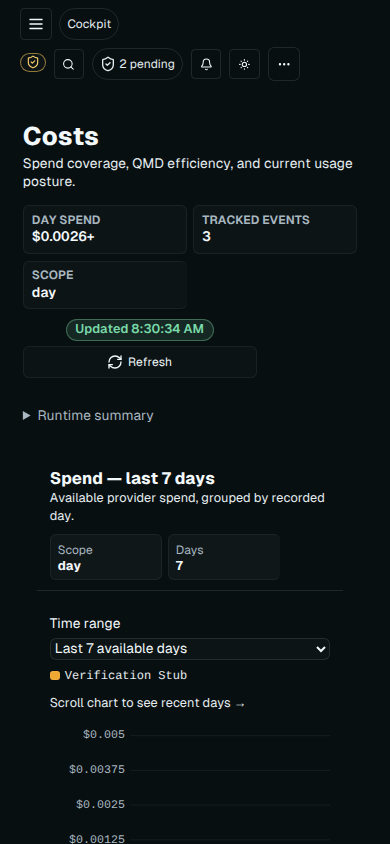 Cockpit
2 pending
Costs
Spend coverage, QMD efficiency, and current usage
posture.
DAY SPEND
$0.0026+
TRACKED EVENTS
3
SCOPE
day
Updated 8:30:34 AM
Refresh
Runtime summary
Spend — last 7 days
Available provider spend, grouped by recorded
day.
Scope
day
Days
7
Time range
Last 7 available days
Verification Stub
Scroll chart to see recent days →
$0.005
$0.00375
$0.0025
$0.00125